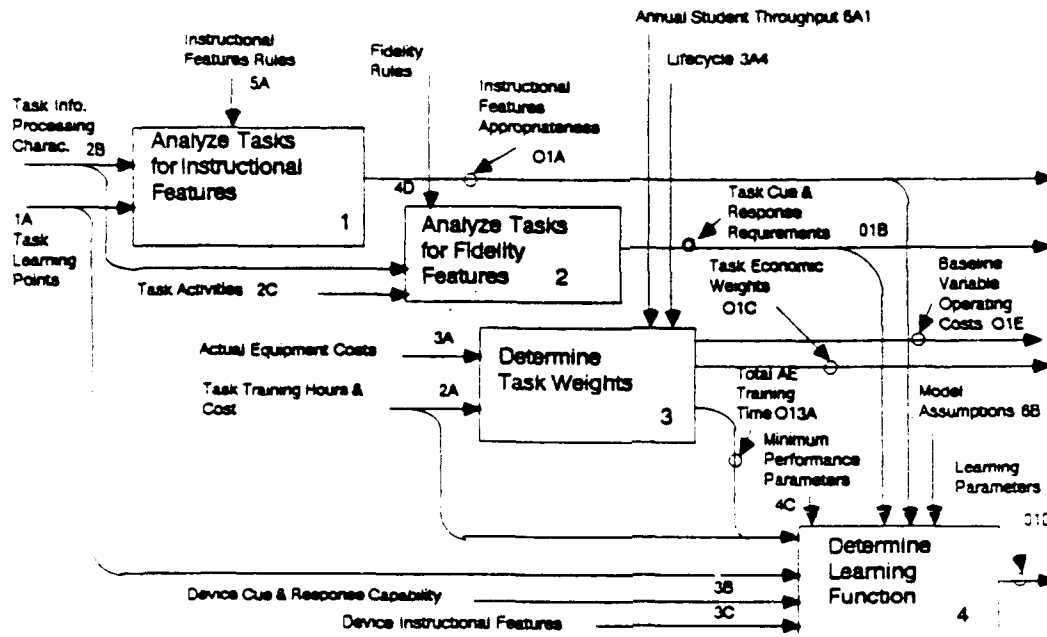 Annual Student Throughput 6A1
Instructional
Features Rules
5A
Fidelity
Rules
Lifecycle 3A4
Task Info.
Processing
Charac. 2B
Analyze Tasks
for Instructional
Features
1
Instructional
Features
Appropriateness
O1A
1A
Task
Learning
Points
4D
Analyze Tasks
for Fidelity
Features
2
Task Cue &
Response
Requirements
01B
Task Activities 2C
Task Economic
Weights
O1C
Baseline
Variable
Operating
Costs O1E
Actual Equipment Costs
3A
Determine
Task Weights
3
Task Training Hours &
Cost
2A
Total AE
Training
Time O13A
Model
Assumptions 6B
Minimum
Performance
Parameters
4C
Learning
Parameters
Determine
Learning
Function
4
3B
Device Cue & Response Capability
3C
Device Instructional Features